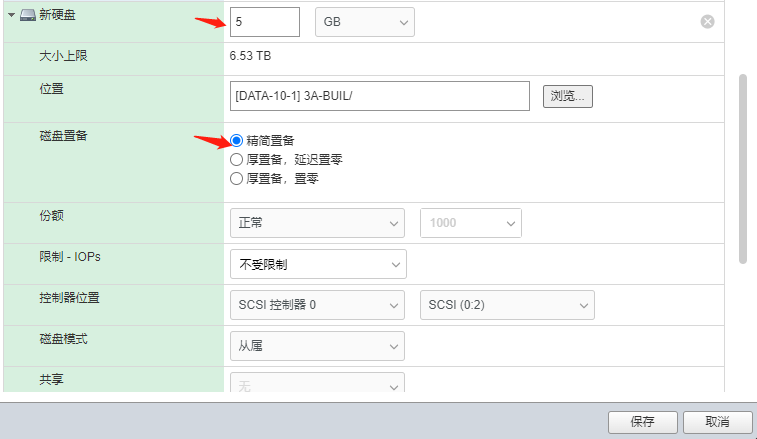 新硬盘 5 GB
大小上限 6.53 TB
位置 [DATA-10-1] 3A-BUIL/ 浏览...
磁盘置备 精简置备
厚置备，延迟置零
厚置备，置零
份额 正常 1000
限制 - IOPs 不受限制
控制器位置 SCSI 控制器 0 SCSI (0:2)
磁盘模式 从属
共享 无
保存 取消